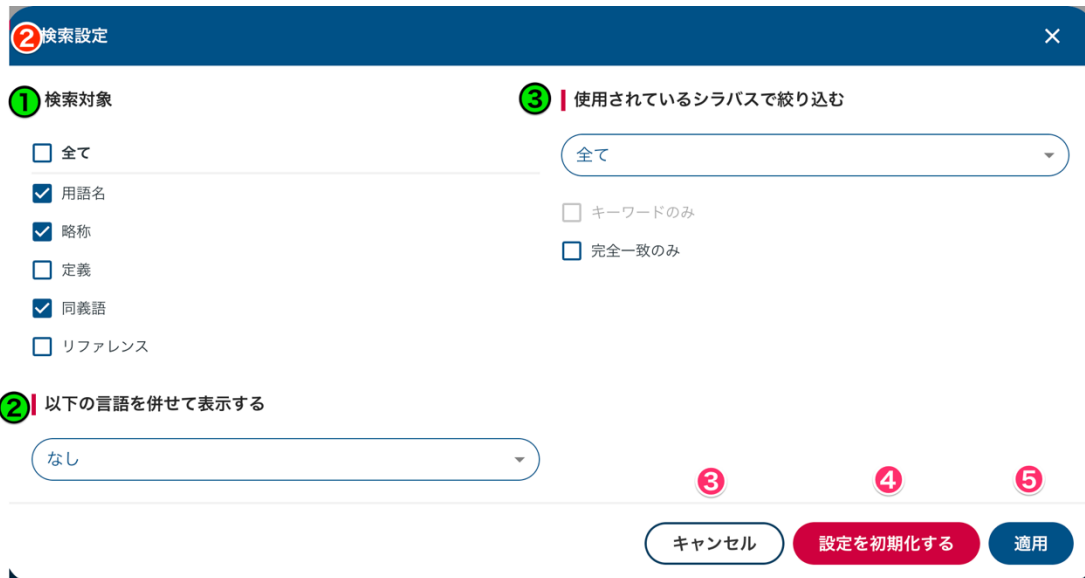 2 検索設定 ×
1 検索対象
全て
用語名
略称
定義
同義語
リファレンス
2 以下の言語を併せて表示する
なし
3 使用されているシラバスで絞り込む
全て
キーワードのみ
完全一致のみ
3 4 5
キャンセル 設定を初期化する 適用